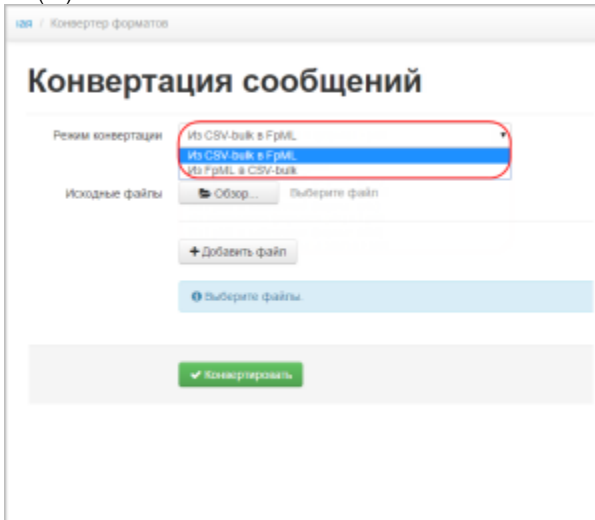 ная / Конвертер форматов
Конвертация сообщений
Режим конвертации Из CSV-bulk в FpML
Из CSV-bulk в FpML
Из FpML в CSV-bulk
Исходные файлы Обзор... Выберите файл
Добавить файл
Выберите файлы.
Конвертировать